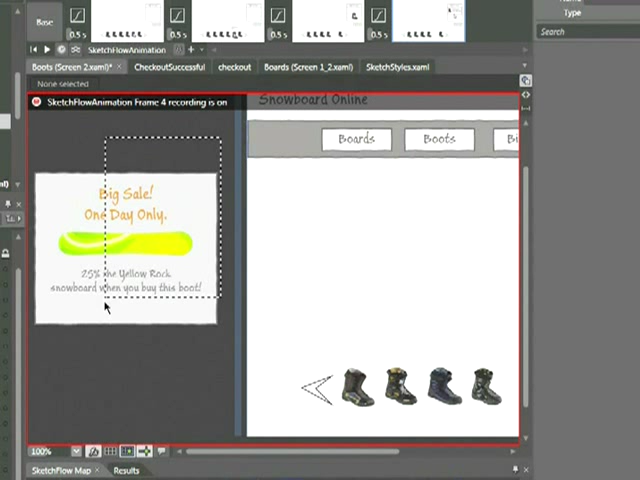 Base
0.5 s
0.5 s
0.5 s
0.5 s
SketchFlowAnimation
Type
Search
Boots (Screen 2.xaml)*
CheckoutSuccessful
checkout
Boards (Screen 1_2.xaml)
SketchStyles.xaml
None selected
SketchFlowAnimation Frame 4 recording is on
Snowboard Online
Boards
Boots
Bi
Big Sale!
One Day Only.
25% the Yellow Rock
snowboard when you buy this boot!
100%
SketchFlow Map
Results